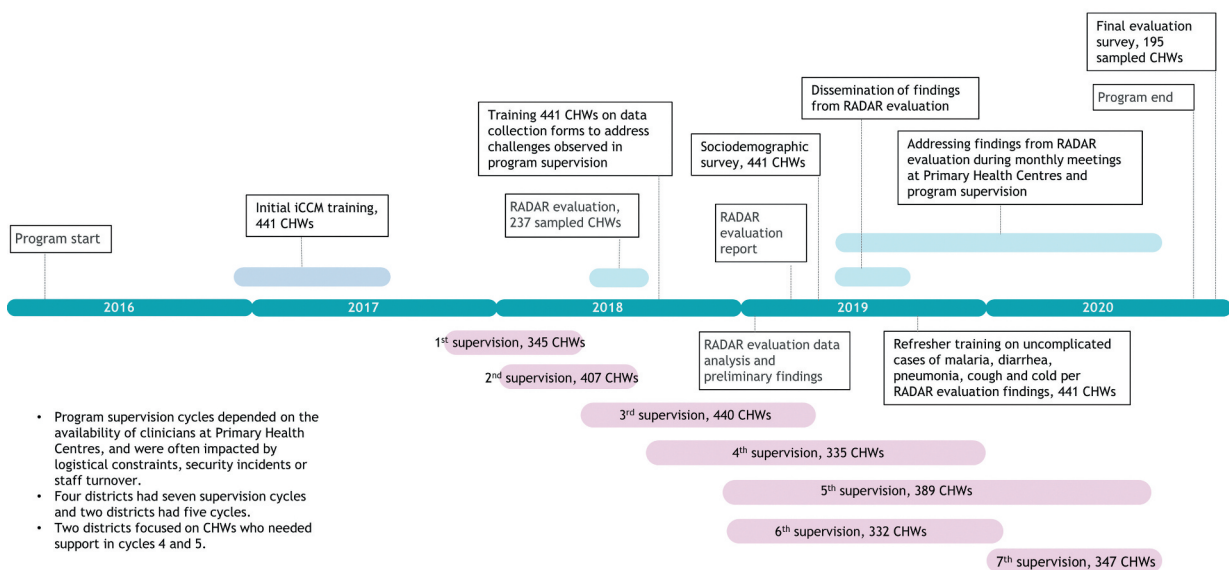 Final evaluation
survey, 195
sampled CHWs
Program end
Dissemination of findings
from RADAR evaluation
Training 441 CHWs on data
collection forms to address
challenges observed in
program supervision
Sociodemographic
survey, 441 CHWs
Addressing findings from RADAR
evaluation during monthly meetings
at Primary Health Centres and
program supervision
Initial iCCM training,
441 CHWs
RADAR evaluation,
237 sampled CHWs
RADAR
evaluation
report
Program start
2016
2017
2018
2019
2020
1st supervision, 345 CHWs
2nd supervision, 407 CHWs
3rd supervision, 440 CHWs
4th supervision, 335 CHWs
5th supervision, 389 CHWs
6th supervision, 332 CHWs
7th supervision, 347 CHWs
RADAR evaluation data
analysis and
preliminary findings
Refresher training on uncomplicated
cases of malaria, diarrhea,
pneumonia, cough and cold per
RADAR evaluation findings, 441 CHWs
• Program supervision cycles depended on the
availability of clinicians at Primary Health
Centres, and were often impacted by
logistical constraints, security incidents or
staff turnover.
• Four districts had seven supervision cycles
and two districts had five cycles.
• Two districts focused on CHWs who needed
support in cycles 4 and 5.